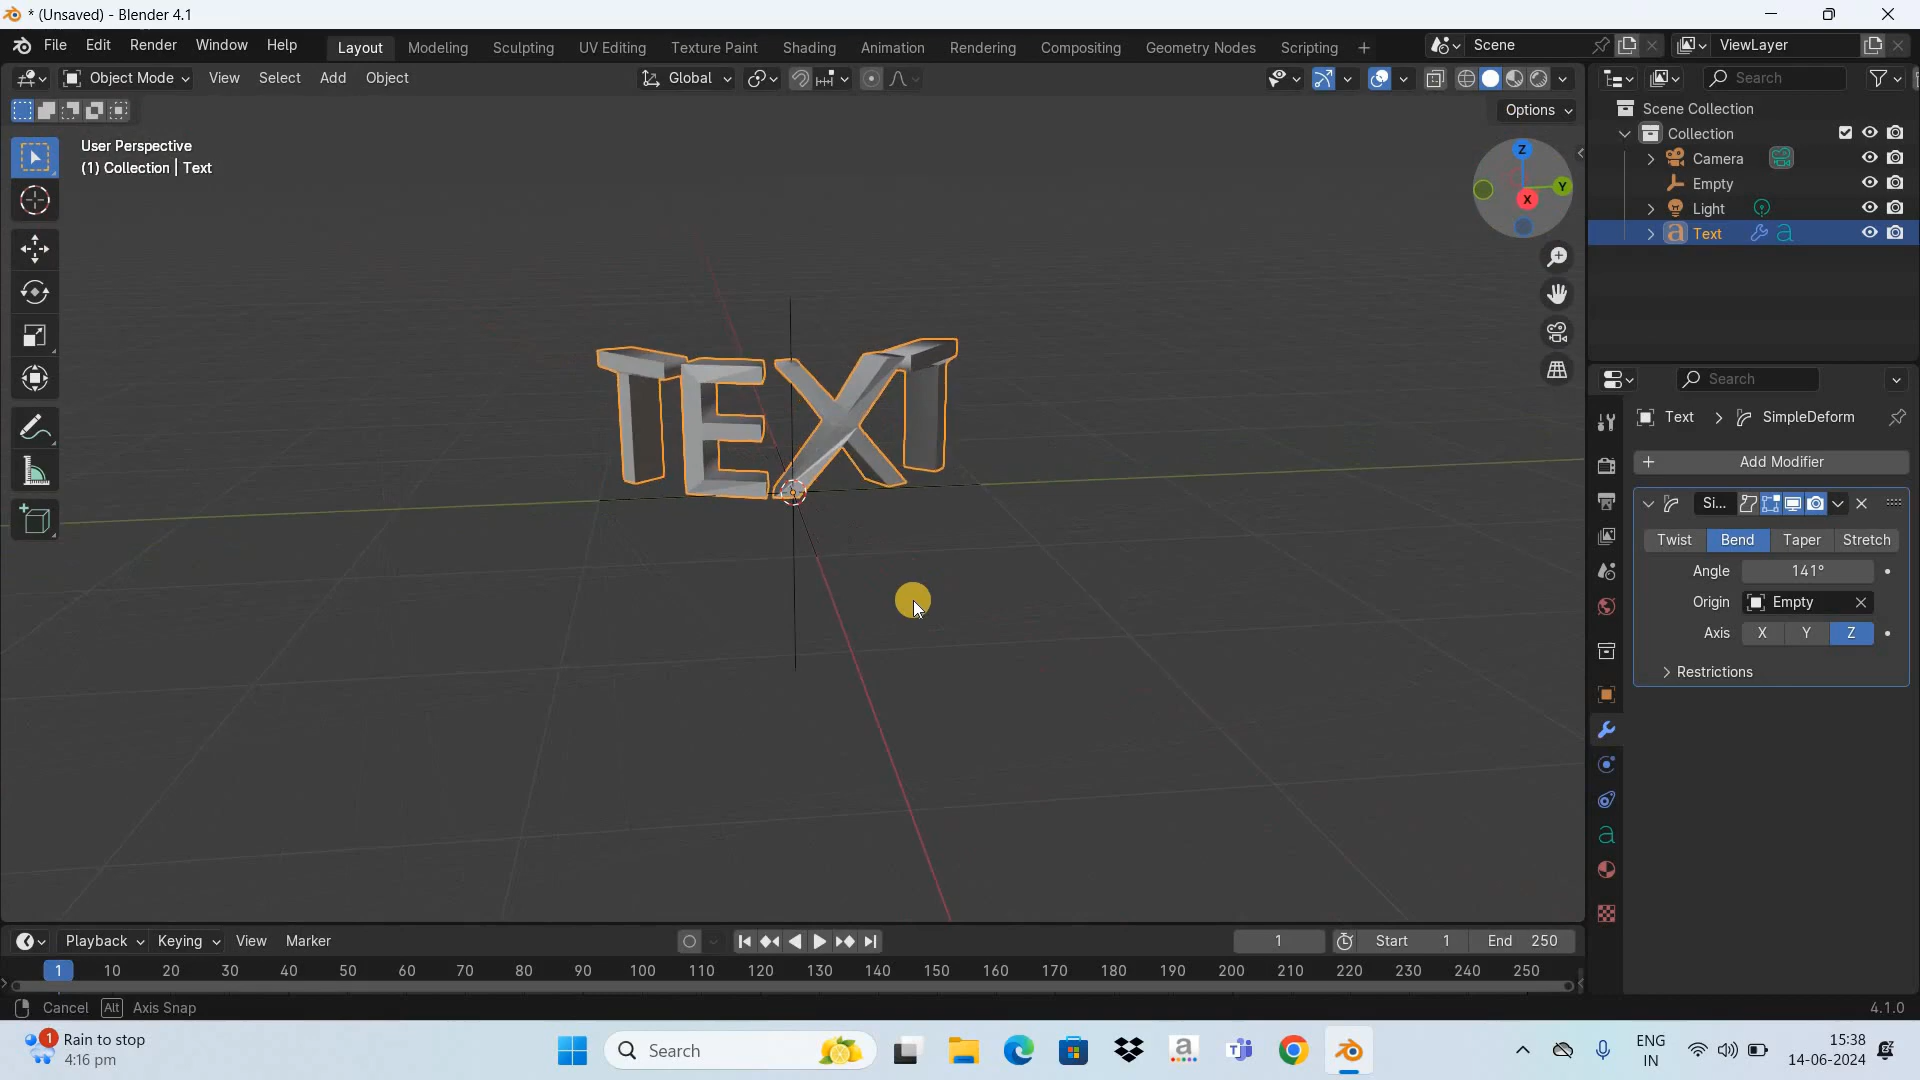 * (Unsaved) - Blender 4.1
File Edit Render Window Help Layout Modeling Sculpting UV Editing Texture Paint Shading Animation Rendering Compositing Geometry Nodes Scripting + Scene ViewLayer
Object Mode View Select Add Object Global Search
Options
User Perspective
(1) Collection | Text
Z
Y
X
Scene Collection
Collection
Camera
Empty
Light
Text
TEXT
Search
Text > SimpleDeform
+ Add Modifier
Si...
Twist Bend Taper Stretch
Angle 141°
Origin Empty
Axis X Y Z
Restrictions
Playback Keying View Marker 1 Start 1 End 250
1 10 20 30 40 50 60 70 80 90 100 110 120 130 140 150 160 170 180 190 200 210 220 230 240 250
Cancel Alt Axis Snap 4.1.0
1 Rain to stop
4:16 pm
Search
ENG
IN
15:38
14-06-2024